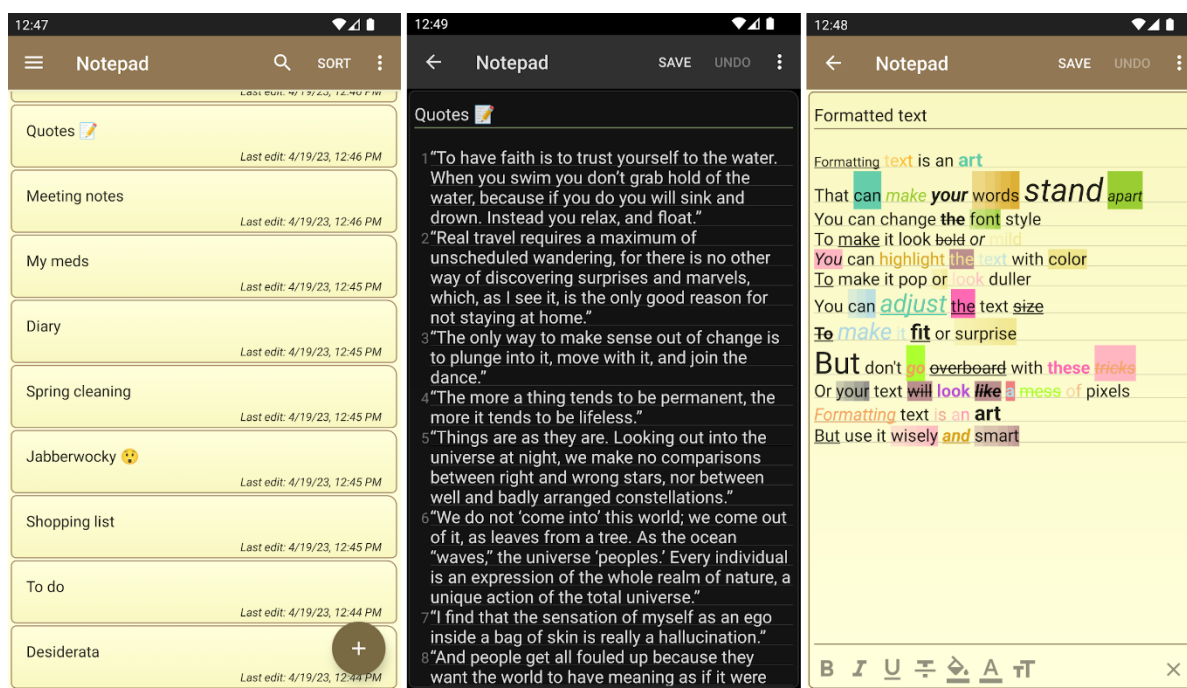 12:47
Notepad
SORT
Last edit: 4/19/23, 12:46 PM
Quotes 📝
Last edit: 4/19/23, 12:46 PM
Meeting notes
Last edit: 4/19/23, 12:46 PM
My meds
Last edit: 4/19/23, 12:45 PM
Diary
Last edit: 4/19/23, 12:45 PM
Spring cleaning
Last edit: 4/19/23, 12:45 PM
Jabberwocky 😲
Last edit: 4/19/23, 12:45 PM
Shopping list
Last edit: 4/19/23, 12:45 PM
To do
Last edit: 4/19/23, 12:44 PM
Desiderata
Last edit: 4/19/23, 12:44 PM
+
12:49
Notepad
SAVE UNDO
Quotes 📝
1 “To have faith is to trust yourself to the water.
When you swim you don’t grab hold of the
water, because if you do you will sink and
drown. Instead you relax, and float.”
2 “Real travel requires a maximum of
unscheduled wandering, for there is no other
way of discovering surprises and marvels,
which, as I see it, is the only good reason for
not staying at home.”
3 “The only way to make sense out of change is
to plunge into it, move with it, and join the
dance.”
4 “The more a thing tends to be permanent, the
more it tends to be lifeless.”
5 “Things are as they are. Looking out into the
universe at night, we make no comparisons
between right and wrong stars, nor between
well and badly arranged constellations.”
6 “We do not ‘come into’ this world; we come out
of it, as leaves from a tree. As the ocean
“waves,” the universe ‘peoples.’ Every individual
is an expression of the whole realm of nature, a
unique action of the total universe.”
7 “I find that the sensation of myself as an ego
inside a bag of skin is really a hallucination.”
8 “And people get all fouled up because they
want the world to have meaning as if it were
12:48
Notepad
SAVE UNDO
Formatted text
Formatting text is an art
That can make your words stand apart
You can change the font style
To make it look bold or mild
You can highlight the text with color
To make it pop or look duller
You can adjust the text size
To make it fit or surprise
But don't go overboard with these tricks
Or your text will look like a mess of pixels
Formatting text is an art
But use it wisely and smart
B I U T A TT